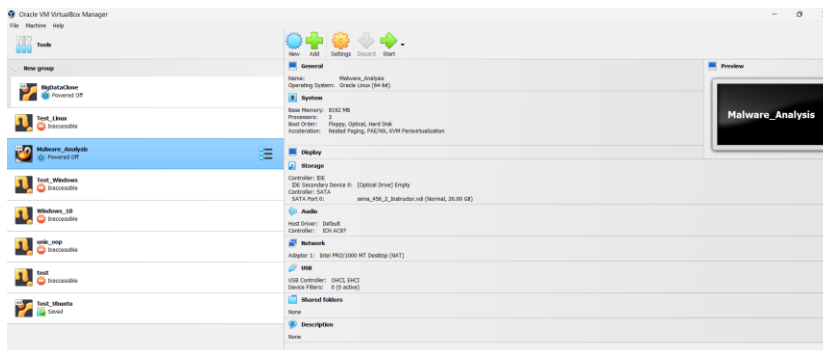 Oracle VM VirtualBox Manager
File Machine Help
Tools
New Add Settings Discard Start
New group
BigDataClone
Powered Off
Test_Linux
Inaccessible
Malware_Analysis
Powered Off
Test_Windows
Inaccessible
Windows_10
Inaccessible
unix_oop
Inaccessible
test
Inaccessible
Test_Ubuntu
Saved
General
Name: Malware_Analysis
Operating System: Oracle Linux (64-bit)
System
Base Memory: 8192 MB
Processors: 2
Boot Order: Floppy, Optical, Hard Disk
Acceleration: Nested Paging, PAE/NX, KVM Paravirtualization
Display
Storage
Controller: IDE
IDE Secondary Device 0: [Optical Drive] Empty
Controller: SATA
SATA Port 0: sima_456_2_Instructor.vdi (Normal, 20.00 GB)
Audio
Host Driver: Default
Controller: ICH AC97
Network
Adapter 1: Intel PRO/1000 MT Desktop (NAT)
USB
USB Controller: OHCI, EHCI
Device Filters: 0 (0 active)
Shared folders
None
Description
None
Preview
Malware_Analysis